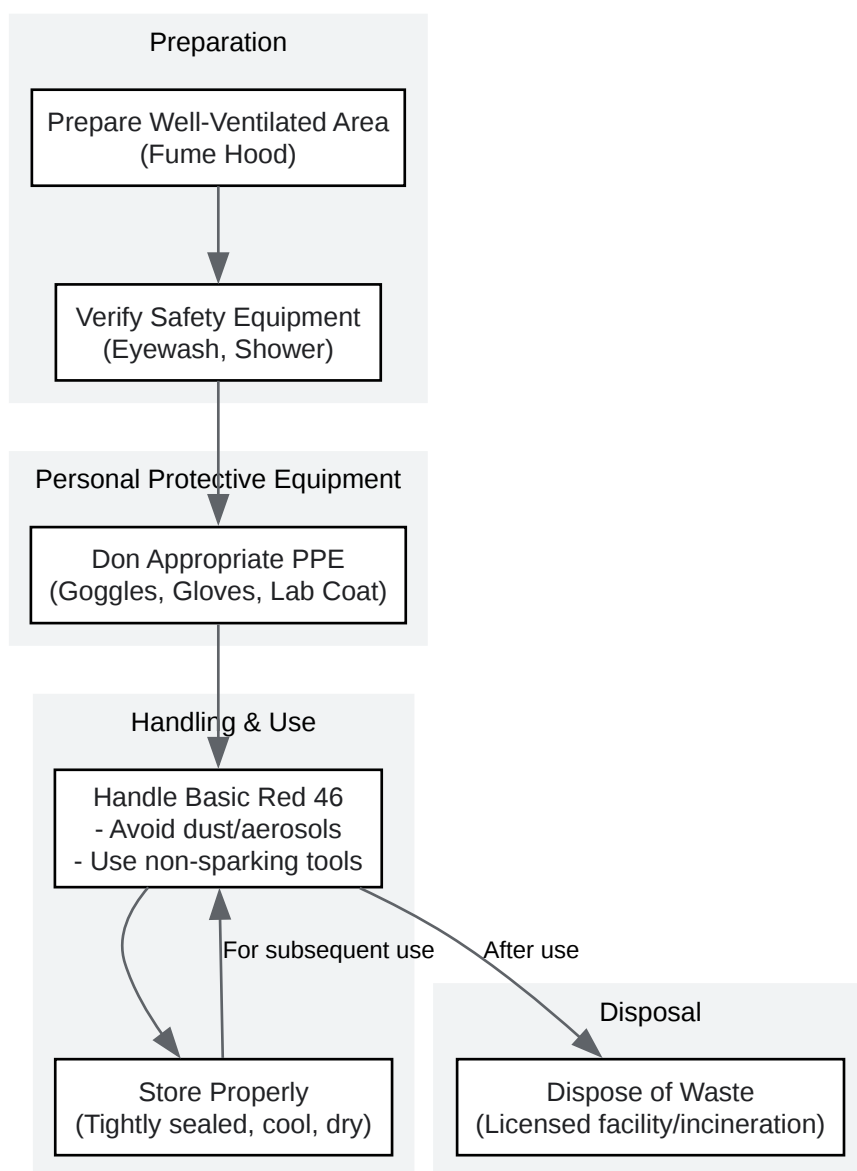 Preparation
Prepare Well-Ventilated Area
(Fume Hood)
Verify Safety Equipment
(Eyewash, Shower)
Personal Protective Equipment
Don Appropriate PPE
(Goggles, Gloves, Lab Coat)
Handling & Use
Handle Basic Red 46
- Avoid dust/aerosols
- Use non-sparking tools
For subsequent use
After use
Store Properly
(Tightly sealed, cool, dry)
Disposal
Dispose of Waste
(Licensed facility/incineration)